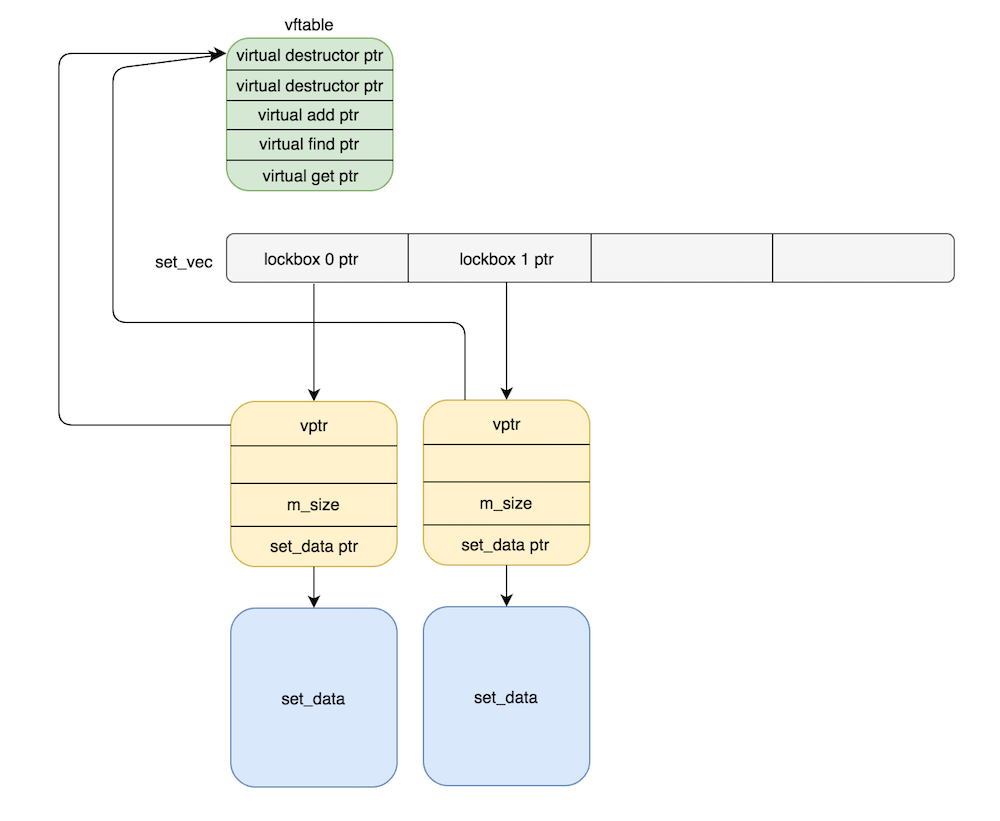 vftable
virtual destructor ptr
virtual destructor ptr
virtual add ptr
virtual find ptr
virtual get ptr
set_vec
lockbox 0 ptr
lockbox 1 ptr
vptr
m_size
set_data ptr
vptr
m_size
set_data ptr
set_data
set_data